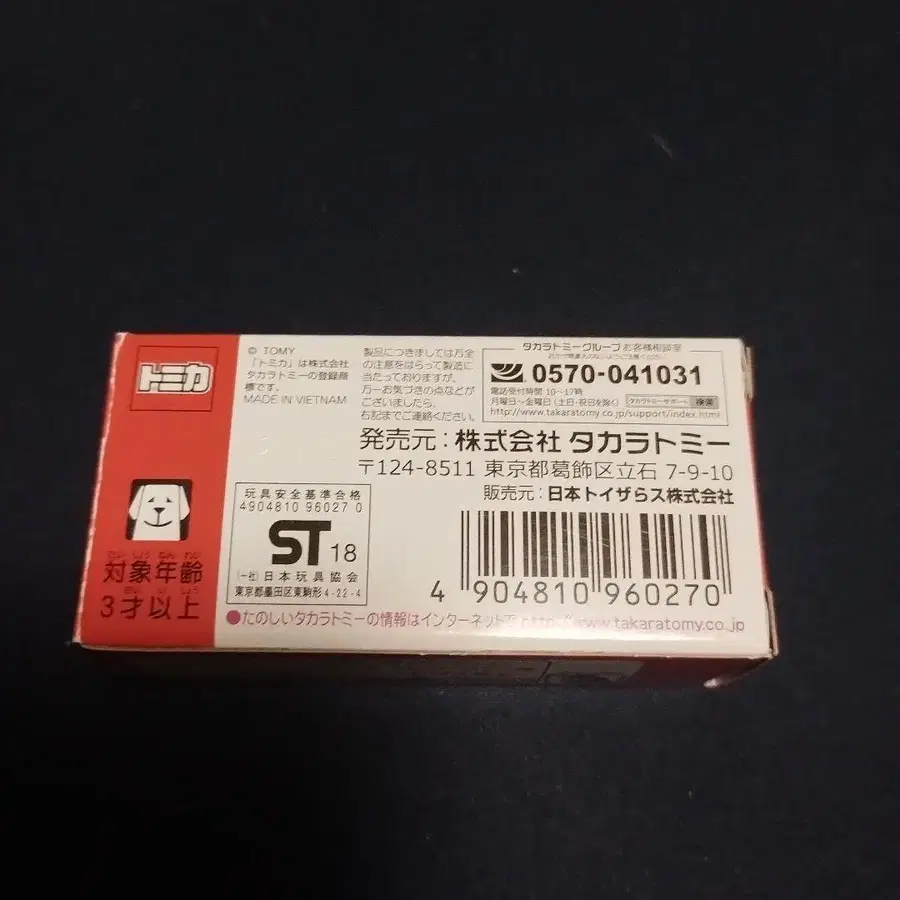 トミカ
© TOMY
「トミカ」は株式会社
タカラトミーの登録商
標です。
MADE IN VIETNAM
製品につきましては万全
の注意をはらって製造に
当たっておりますが、
万一お気づきの点などが
ございましたら、
右記までご連絡ください。
タカラトミーグループ お客様相談室
0570-041031
電話受付時間 10〜17時
月曜日〜金曜日(土日・祝日を除く)
タカラトミーサポート 検索
http://www.takaratomy.co.jp/support/index.html
発売元:株式会社 タカラトミー
〒124-8511 東京都葛飾区立石 7-9-10
販売元:日本トイザらス株式会社
玩具安全基準合格
4904810 96027 0
ST 18
(一社)日本玩具協会
東京都墨田区東駒形4-22-4
4 904810 960270
たいしょうねんれい
対象年齢
3才以上
●たのしいタカラトミーの情報はインターネットで http://www.takaratomy.co.jp